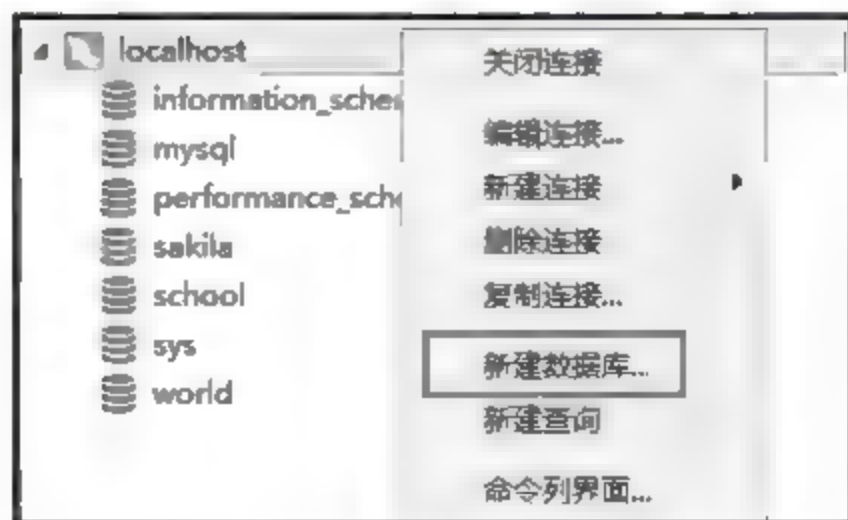 localhost
information_sche
mysql
performance_sch
sakila
school
sys
world
关闭连接
编辑连接...
新建连接
删除连接
复制连接...
新建数据库...
新建查询
命令列界面...